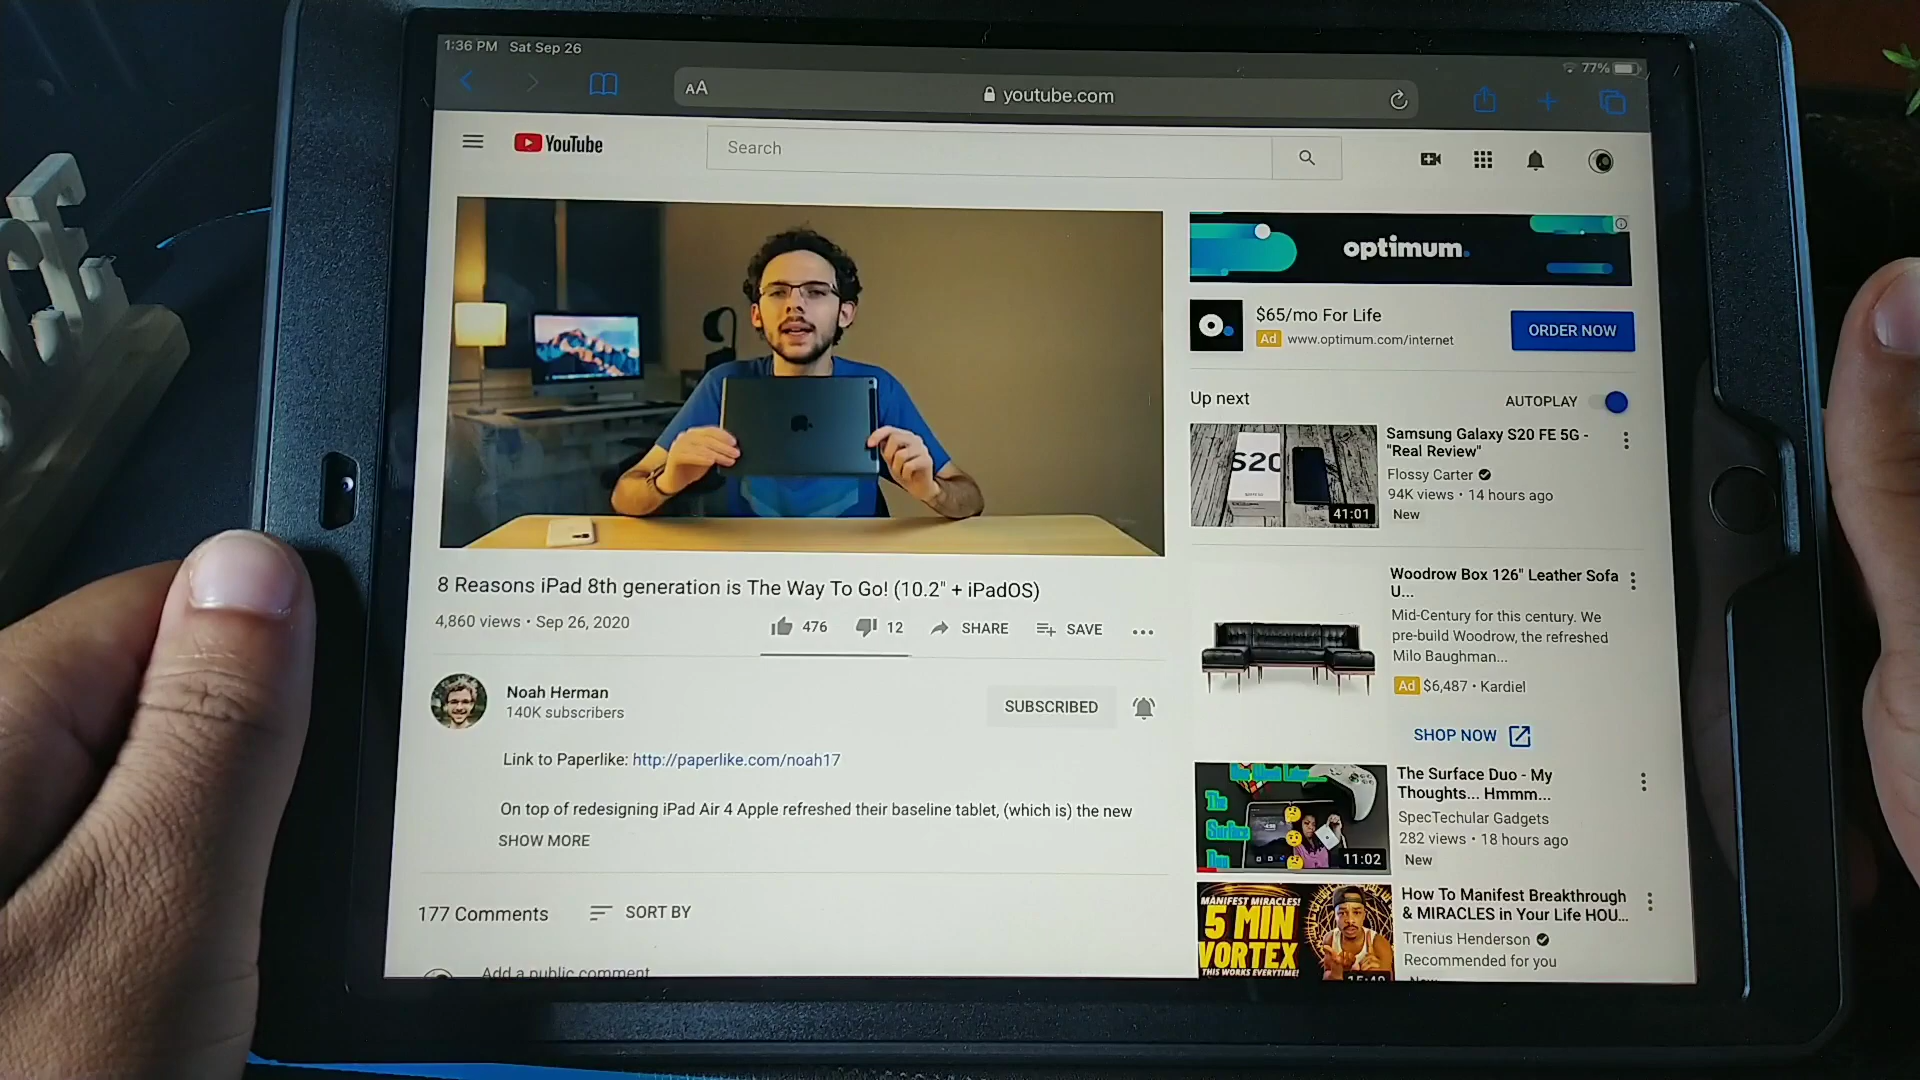 1:36 PM Sat Sep 26
77%
AA
youtube.com
YouTube
Search
optimum.
$65/mo For Life
Ad www.optimum.com/internet
ORDER NOW
Up next
AUTOPLAY
S20
41:01
Samsung Galaxy S20 FE 5G -
"Real Review"
Flossy Carter
94K views • 14 hours ago
New
8 Reasons iPad 8th generation is The Way To Go! (10.2" + iPadOS)
4,860 views • Sep 26, 2020
476
12
SHARE
SAVE
Noah Herman
140K subscribers
SUBSCRIBED
Link to Paperlike: http://paperlike.com/noah17
On top of redesigning iPad Air 4 Apple refreshed their baseline tablet, (which is) the new
SHOW MORE
177 Comments
SORT BY
Add a public comment
Woodrow Box 126" Leather Sofa
U...
Mid-Century for this century. We
pre-build Woodrow, the refreshed
Milo Baughman...
Ad $6,487 • Kardiel
SHOP NOW
The
Surface
Duo
11:02
The Surface Duo - My
Thoughts... Hmmm...
SpecTechular Gadgets
282 views • 18 hours ago
New
MANIFEST MIRACLES!
5 MIN
VORTEX
THIS WORKS EVERYTIME!
How To Manifest Breakthrough
& MIRACLES in Your Life HOU...
Trenius Henderson
Recommended for you
New